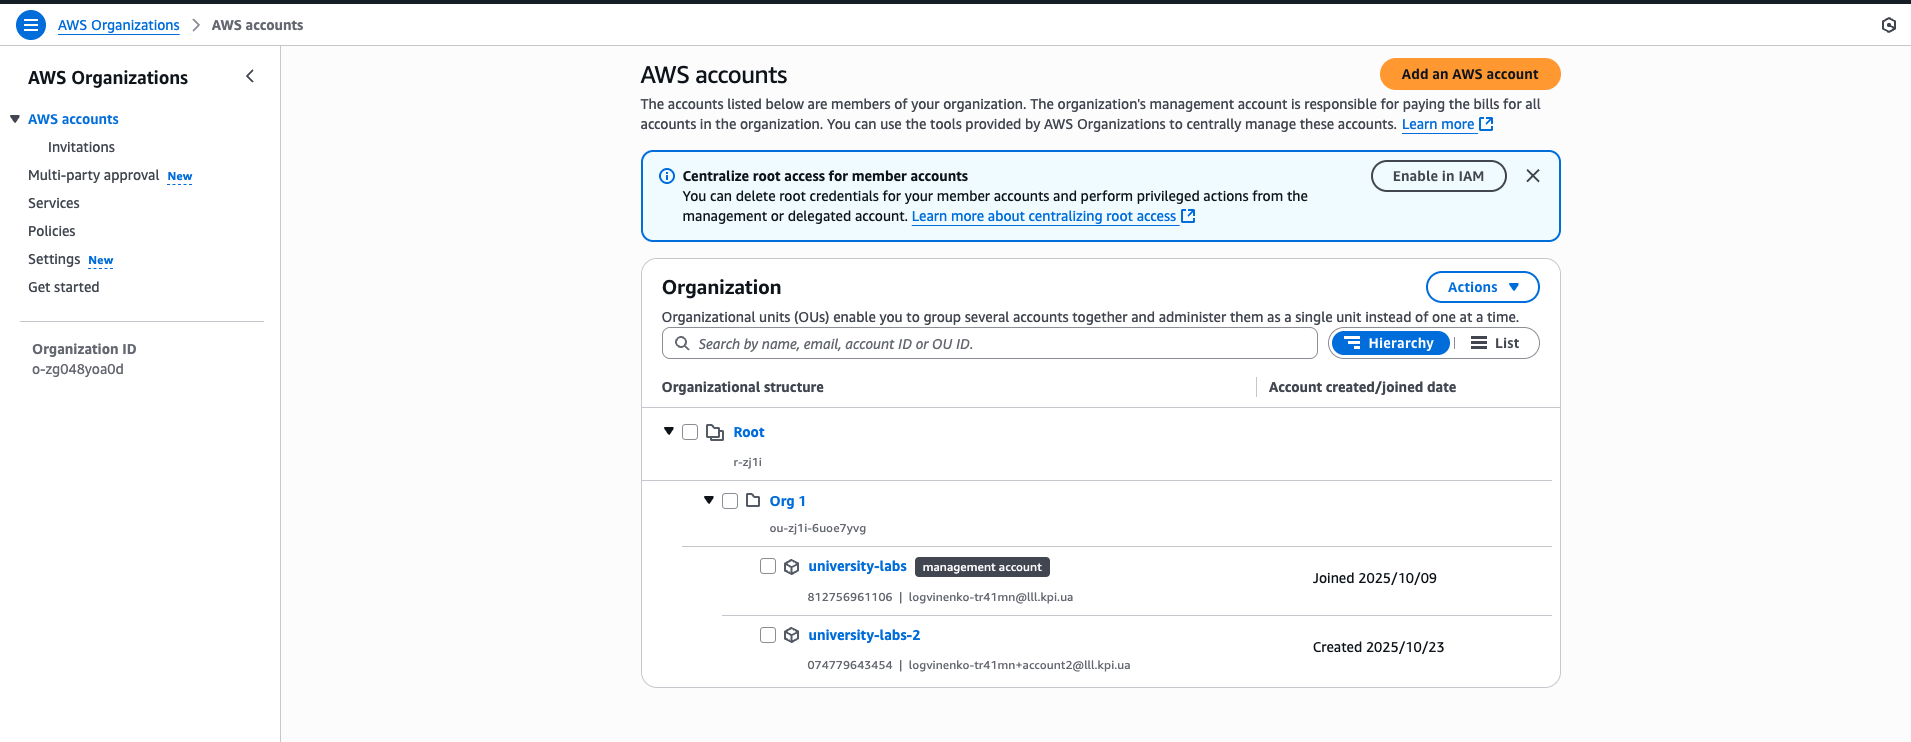 AWS Organizations > AWS accounts
AWS Organizations
AWS accounts
Invitations
Multi-party approval New
Services
Policies
Settings New
Get started
Organization ID
o-zg048yoa0d
AWS accounts
Add an AWS account
The accounts listed below are members of your organization. The organization's management account is responsible for paying the bills for all
accounts in the organization. You can use the tools provided by AWS Organizations to centrally manage these accounts. Learn more
Centralize root access for member accounts
Enable in IAM
You can delete root credentials for your member accounts and perform privileged actions from the
management or delegated account. Learn more about centralizing root access
Organization
Actions
Organizational units (OUs) enable you to group several accounts together and administer them as a single unit instead of one at a time.
Search by name, email, account ID or OU ID.
Hierarchy | List
Organizational structure
Account created/joined date
Root
r-zj1i
Org 1
ou-zj1i-6uoe7yvg
university-labs management account
Joined 2025/10/09
812756961106 | logvinenko-tr41mn@lll.kpi.ua
university-labs-2
Created 2025/10/23
074779643454 | logvinenko-tr41mn+account2@lll.kpi.ua